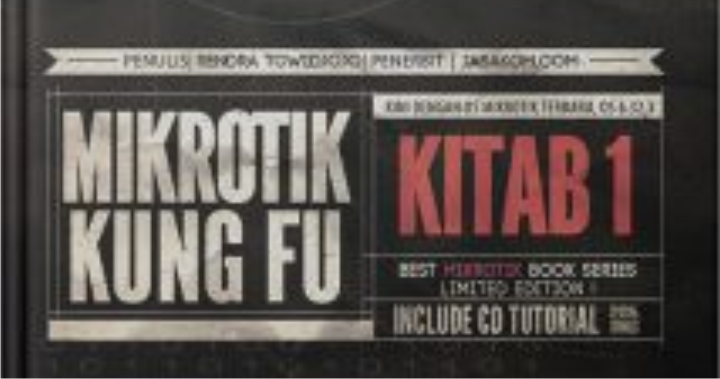 PENULIS| RENDRA TOWIDJOJO| PENERBIT | JASAKOM.COM
MIKROTIK
KUNG FU
KITAB 1
BEST MIKROTIK BOOK SERIES
LIMITED EDITION !
INCLUDE CD TUTORIAL